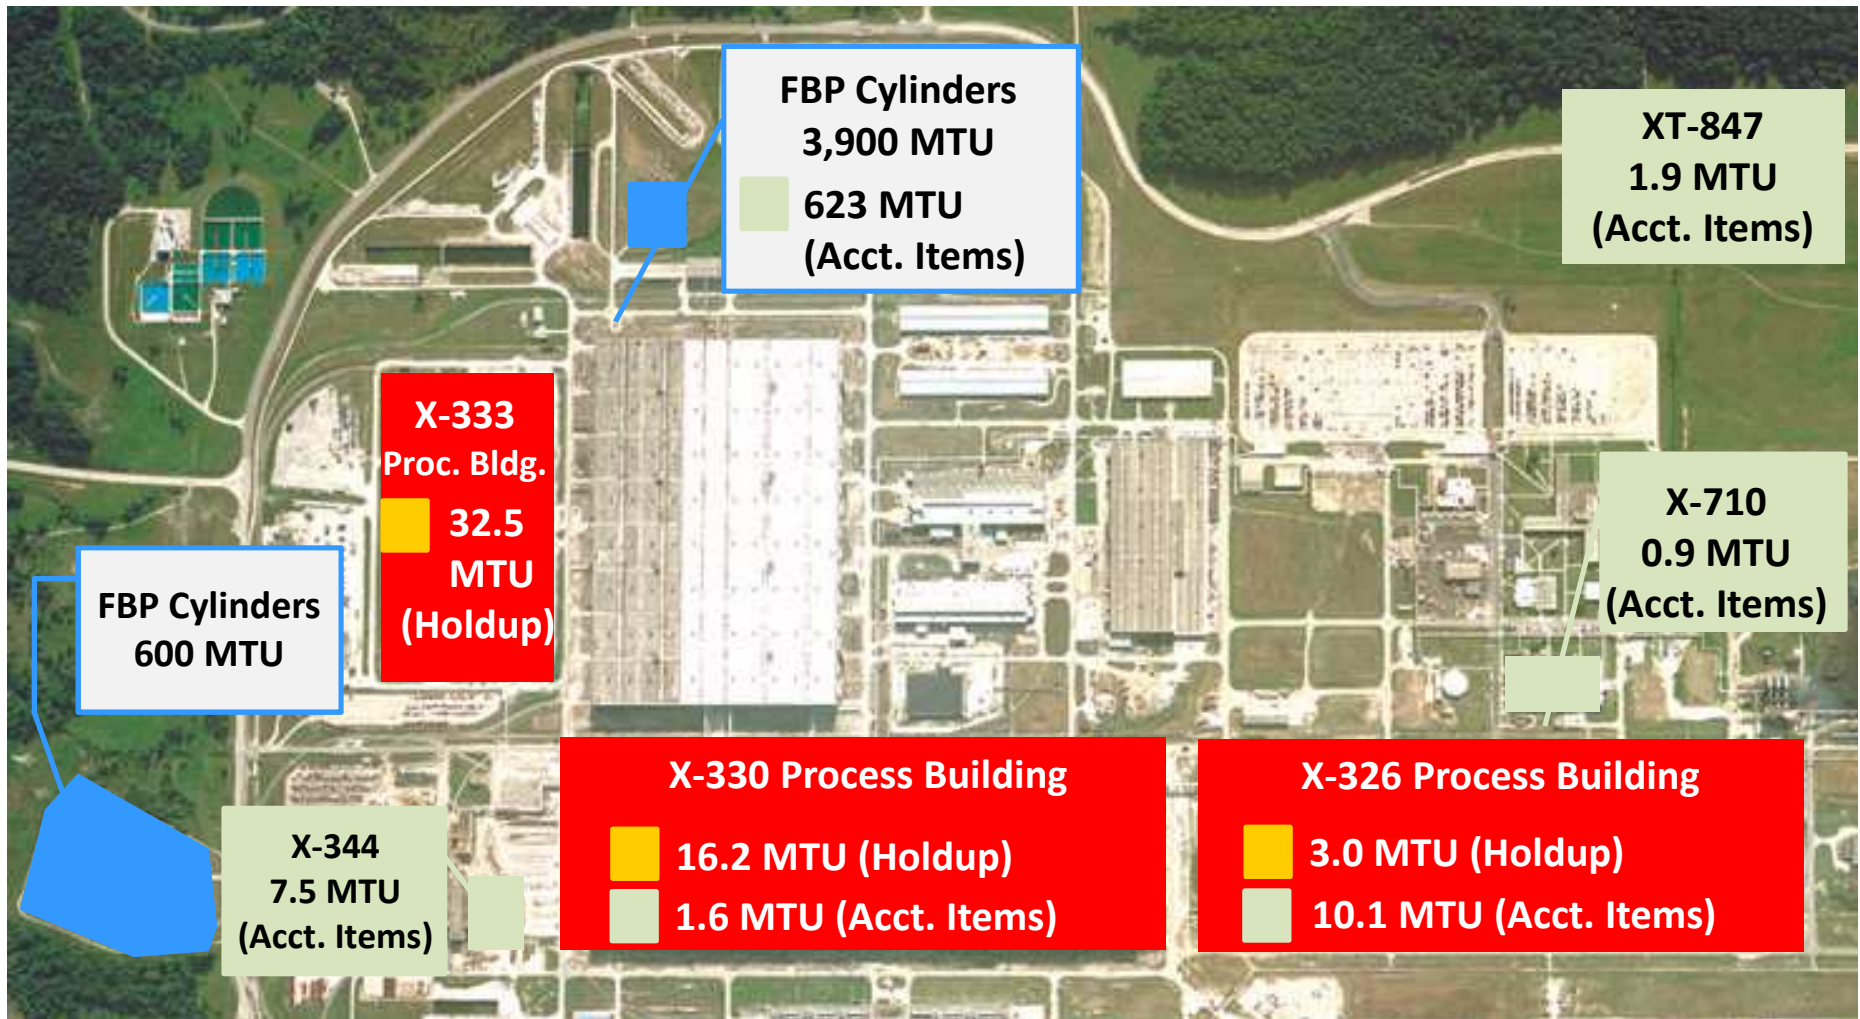 FBP Cylinders
3,900 MTU
623 MTU
(Acct. Items)
XT-847
1.9 MTU
(Acct. Items)
X-333
Proc. Bldg.
32.5
MTU
(Holdup)
X-710
0.9 MTU
(Acct. Items)
FBP Cylinders
600 MTU
X-344
7.5 MTU
(Acct. Items)
X-330 Process Building
16.2 MTU (Holdup)
1.6 MTU (Acct. Items)
X-326 Process Building
3.0 MTU (Holdup)
10.1 MTU (Acct. Items)